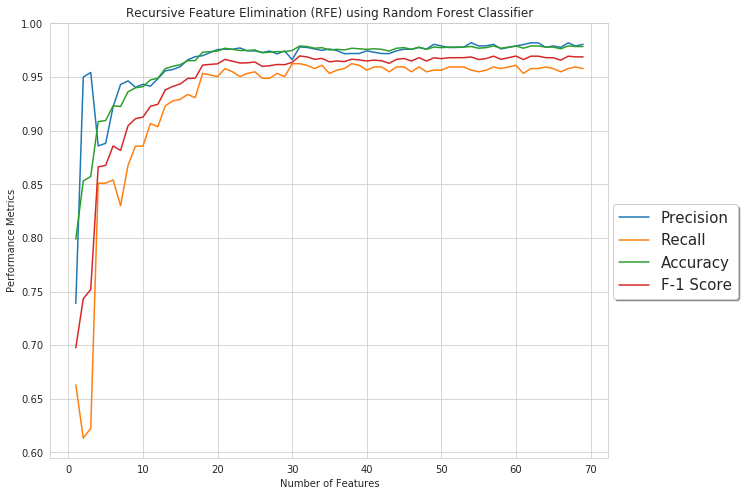 Recursive Feature Elimination (RFE) using Random Forest Classifier
1.00
0.95
0.90
0.85
0.80
0.75
0.70
0.65
0.60
Performance Metrics
0 10 20 30 40 50 60 70
Number of Features
Precision
Recall
Accuracy
F-1 Score